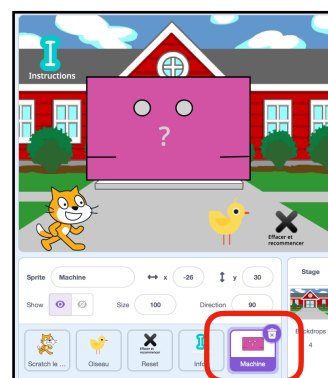 Instructions
?
Effacer et
recommencer
Sprite Machine x -26 y 30
Show Size 100 Direction 90
Stage
Backdrops
4
Scratch le ...
Oiseau
Effacer et
recommencer
Reset
Machine